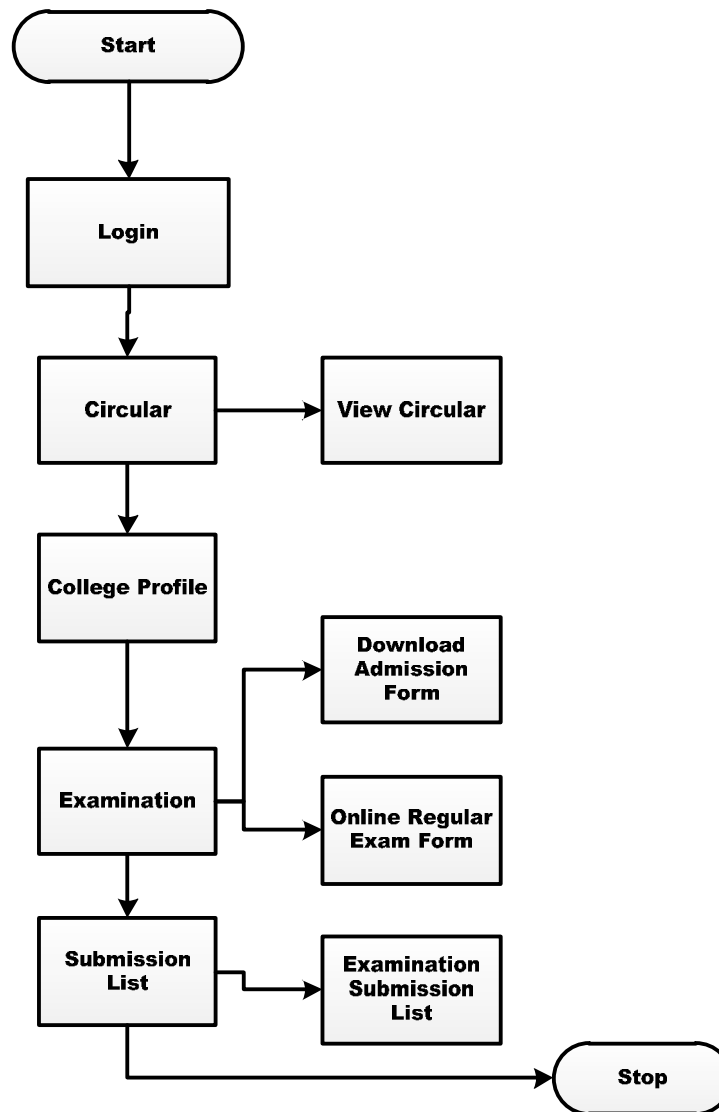 Start
Login
Circular
View Circular
College Profile
Download
Admission
Form
Examination
Online Regular
Exam Form
Submission
List
Examination
Submission
List
Stop